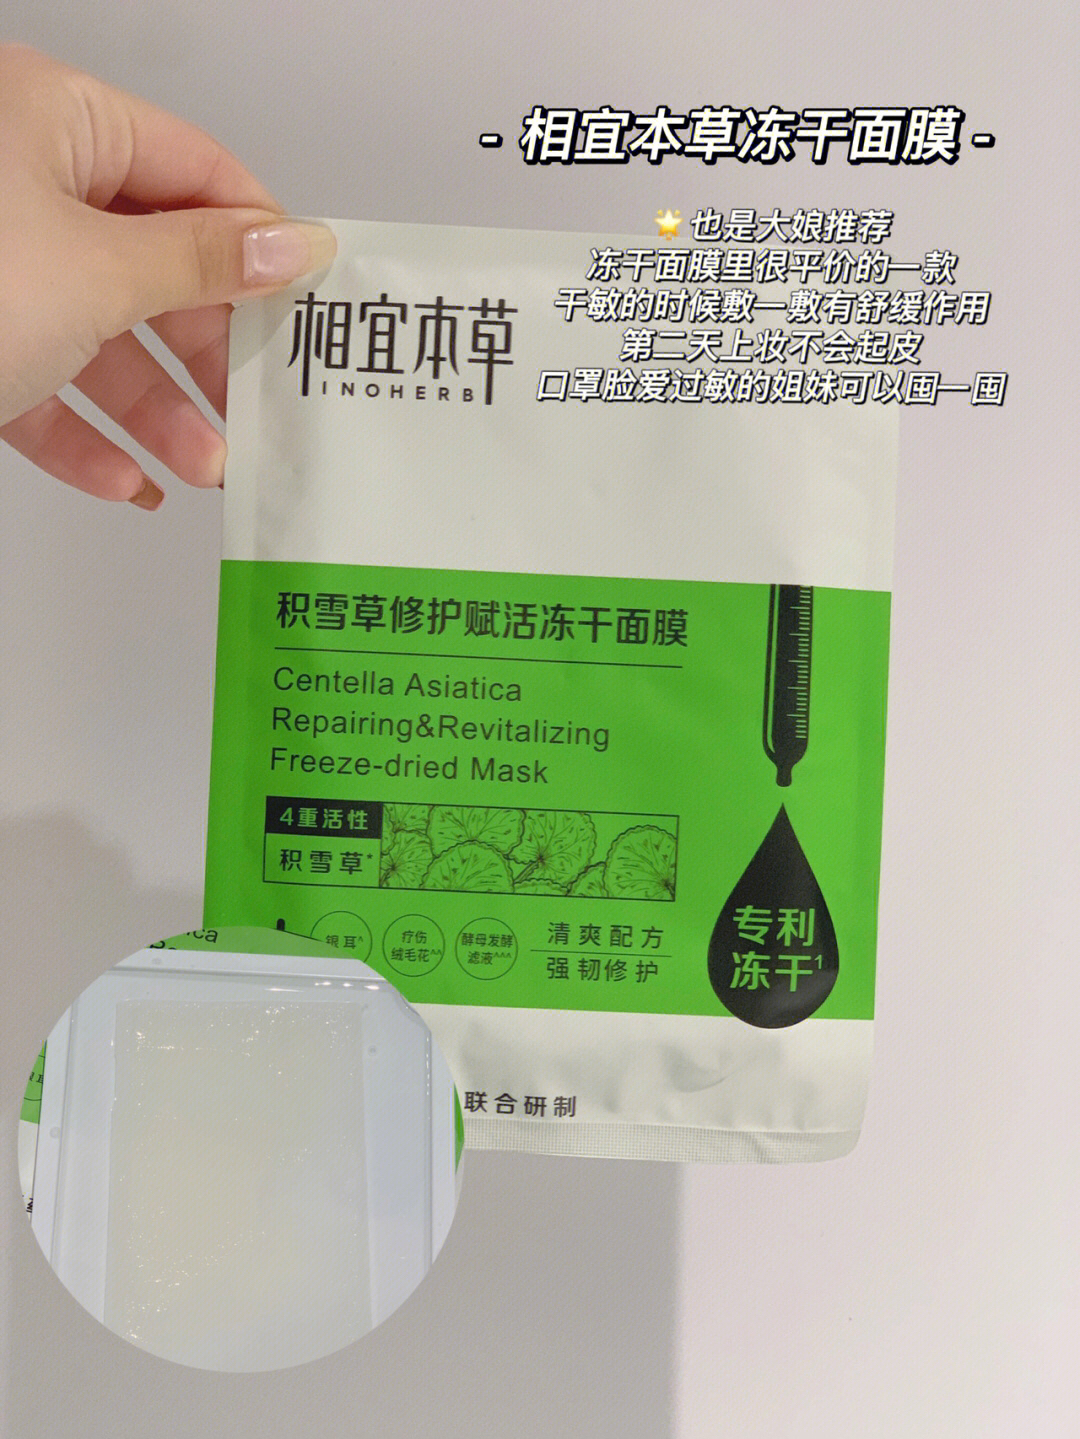 - 相宜本草冻干面膜 -
🌟也是大娘推荐
冻干面膜里很平价的一款
干敏的时候敷一敷有舒缓作用
第二天上妆不会起皮
口罩脸爱过敏的姐妹可以囤一囤
相宜本草
INOHERB
积雪草修护赋活冻干面膜
Centella Asiatica
Repairing&Revitalizing
Freeze-dried Mask
4重活性
积雪草*
银耳^
疗伤
绒毛花^^
酵母发酵
滤液^^^
清爽配方
强韧修护
专利
冻干1
联合研制